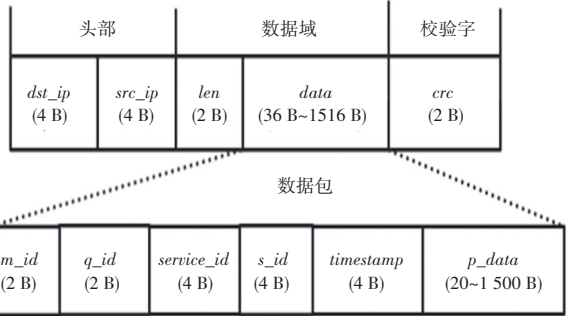 头部 数据域 校验字
dst_ip src_ip len data crc
(4 B) (4 B) (2 B) (36 B~1516 B) (2 B)
数据包
m_id q_id service_id s_id timestamp p_data
(2 B) (2 B) (4 B) (4 B) (4 B) (20~1 500 B)